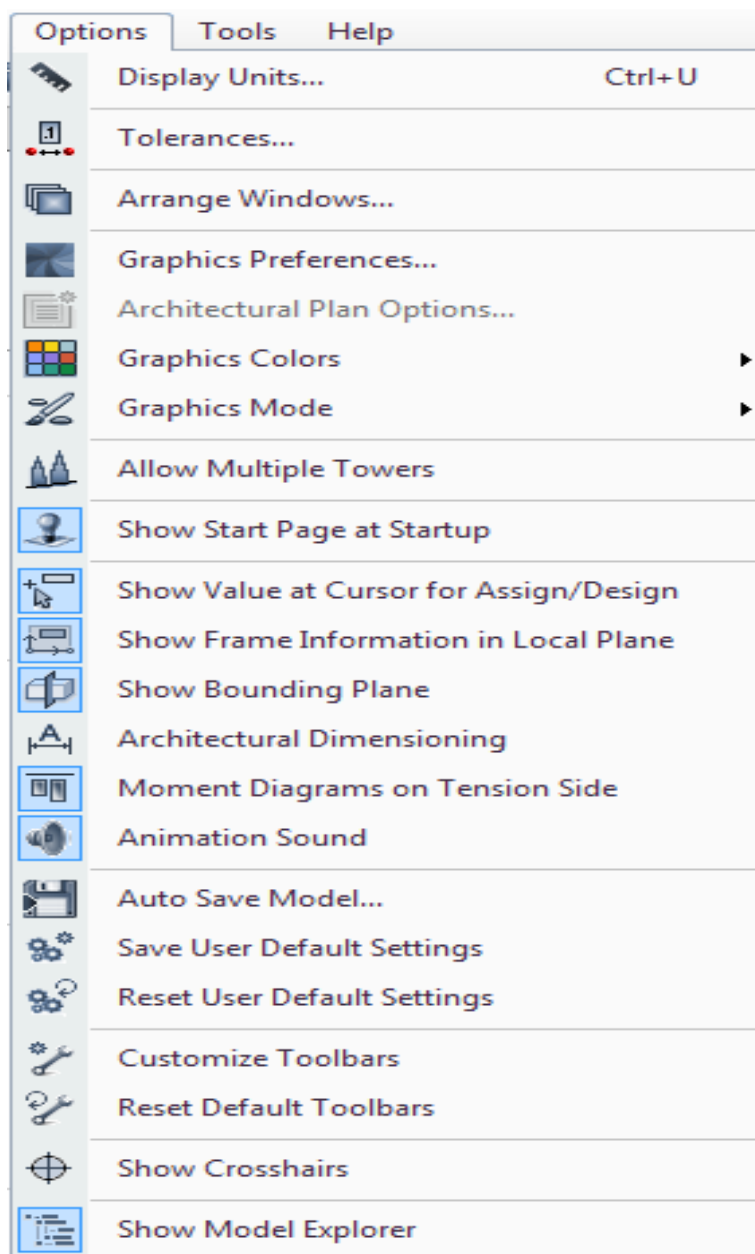 Options Tools Help
Display Units... Ctrl+U
.1
Tolerances...
Arrange Windows...
Graphics Preferences...
Architectural Plan Options...
Graphics Colors
Graphics Mode
Allow Multiple Towers
Show Start Page at Startup
Show Value at Cursor for Assign/Design
Show Frame Information in Local Plane
Show Bounding Plane
A
Architectural Dimensioning
Moment Diagrams on Tension Side
Animation Sound
Auto Save Model...
Save User Default Settings
Reset User Default Settings
Customize Toolbars
Reset Default Toolbars
Show Crosshairs
Show Model Explorer